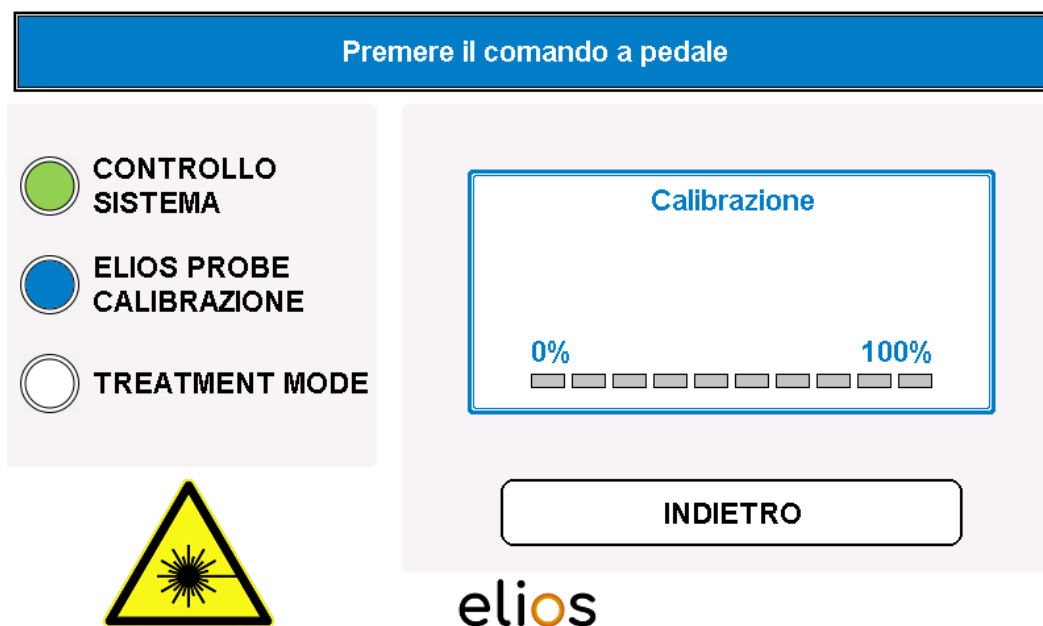 Premere il comando a pedale
CONTROLLO
SISTEMA
ELIOS PROBE
CALIBRAZIONE
TREATMENT MODE
Calibrazione
0% 100%
INDIETRO
elios